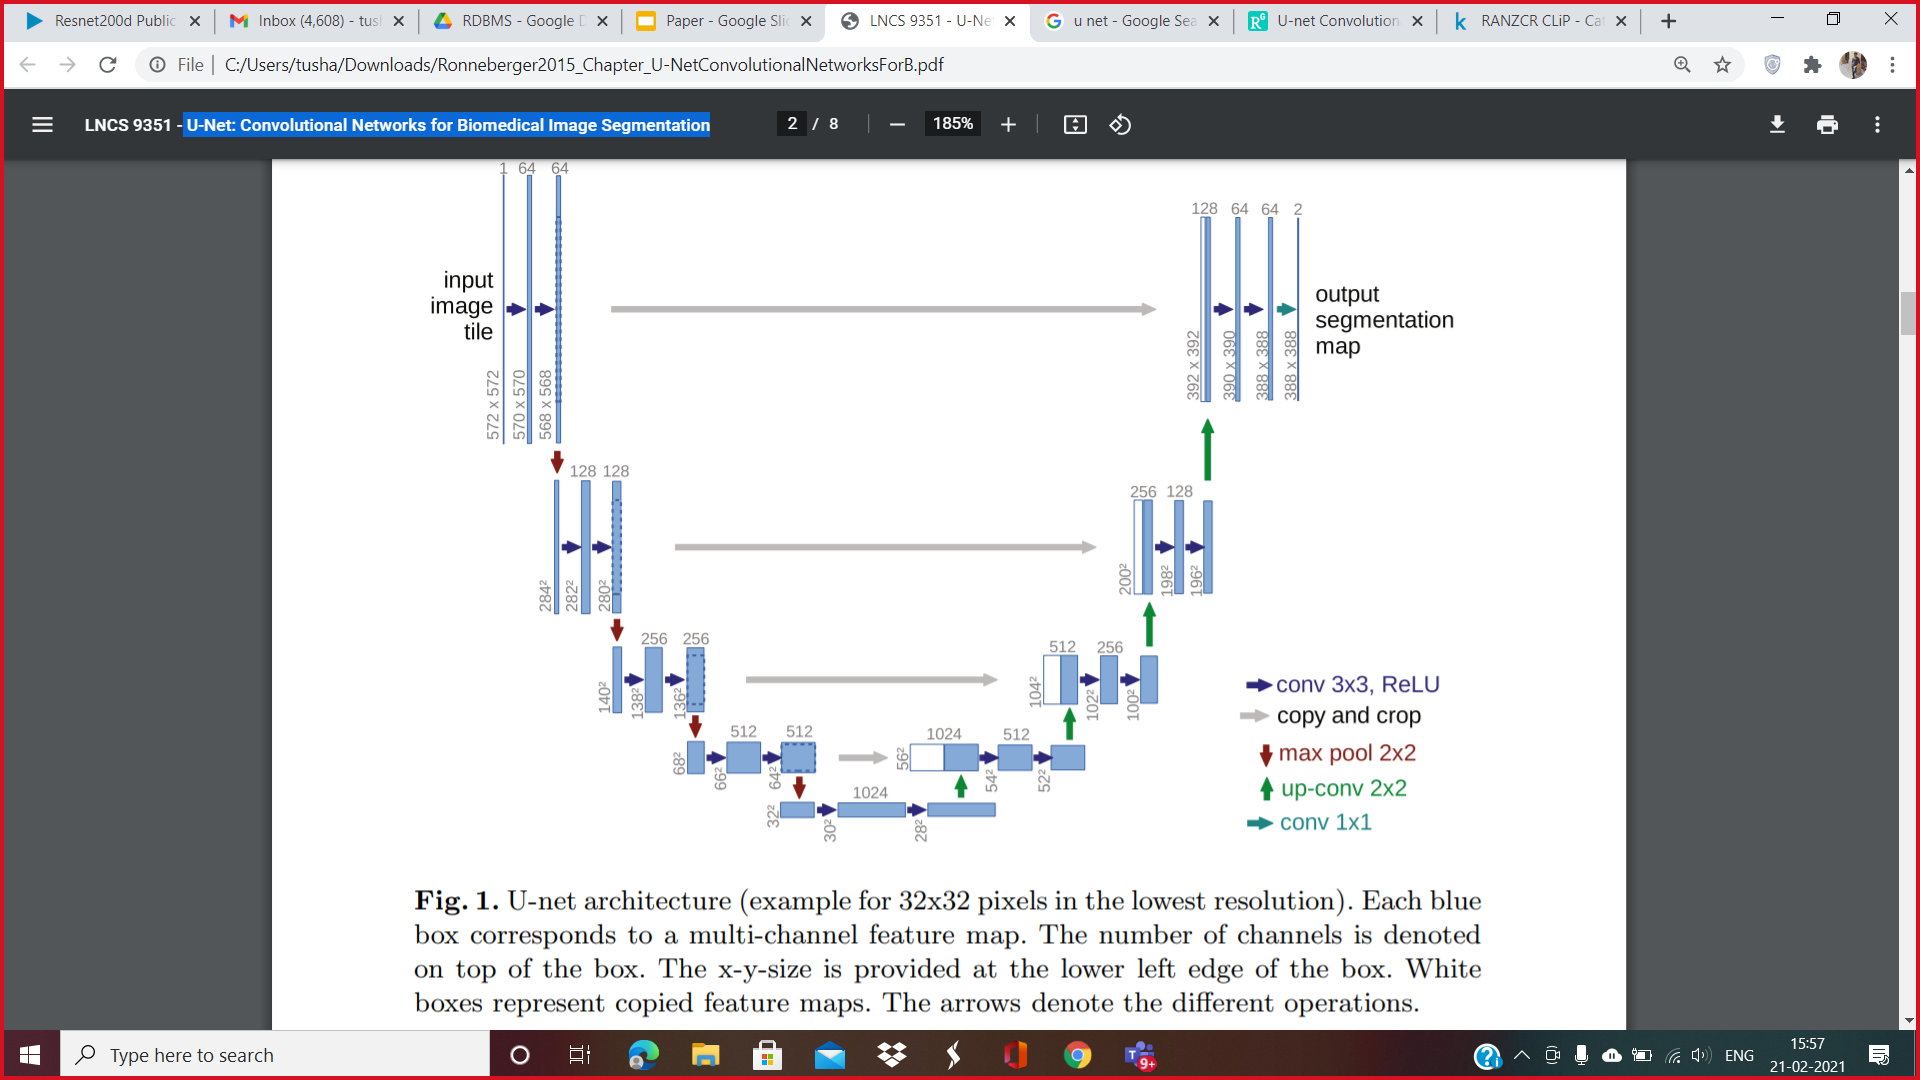 Resnet200d Public
Inbox (4,608) - tus
RDBMS - Google D
Paper - Google Slid
LNCS 9351 - U-Ne
u net - Google Sea
U-net Convolution
RANZCR CLiP - Cat
File
C:/Users/tusha/Downloads/Ronneberger2015_Chapter_U-NetConvolutionalNetworksForB.pdf
LNCS 9351 - U-Net: Convolutional Networks for Biomedical Image Segmentation
2 / 8
185%
1 64 64
128 64 64 2
input
image
tile
output
segmentation
map
572 x 572
570 x 570
568 x 568
392 x 392
390 x 390
388 x 388
388 x 388
128 128
256 128
284²
282²
280²
200²
198²
196²
256 256
512 256
140²
138²
136²
104²
102²
100²
512 512
1024 512
68²
66²
64²
56²
54²
52²
1024
32²
30²
28²
conv 3x3, ReLU
copy and crop
max pool 2x2
up-conv 2x2
conv 1x1
Fig. 1. U-net architecture (example for 32x32 pixels in the lowest resolution). Each blue
box corresponds to a multi-channel feature map. The number of channels is denoted
on top of the box. The x-y-size is provided at the lower left edge of the box. White
boxes represent copied feature maps. The arrows denote the different operations.
Type here to search
9+
ENG
15:57
21-02-2021